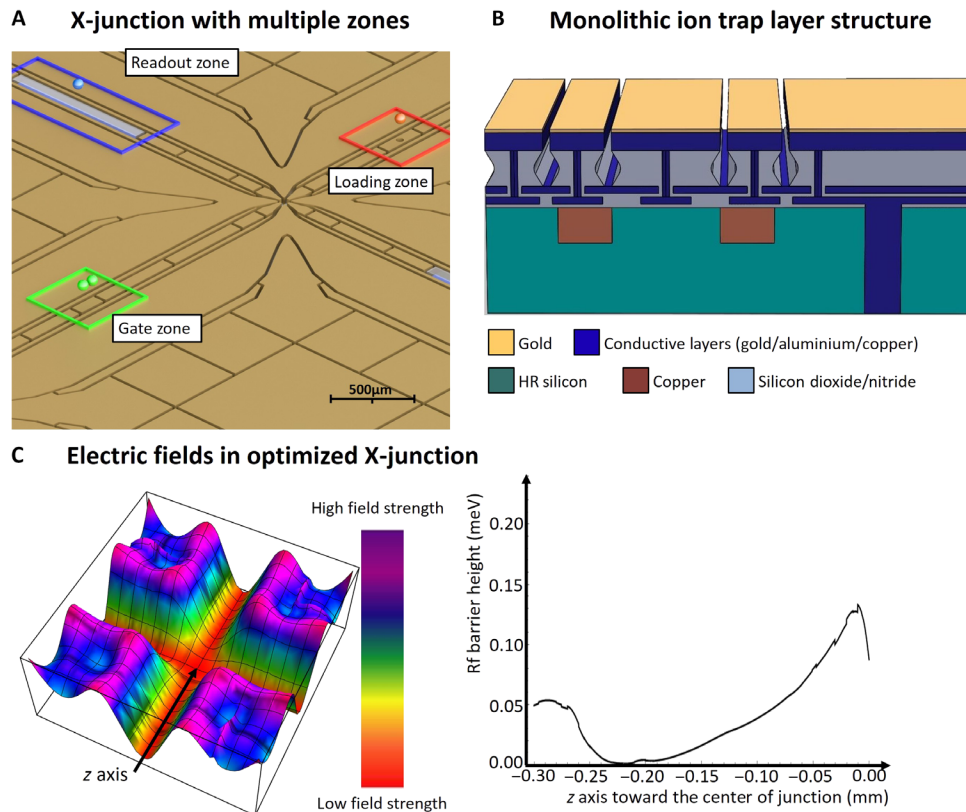 A X-junction with multiple zones
Readout zone
Loading zone
Gate zone
500µm
B Monolithic ion trap layer structure
Gold
Conductive layers (gold/aluminium/copper)
HR silicon
Copper
Silicon dioxide/nitride
C Electric fields in optimized X-junction
High field strength
Low field strength
z axis
Rf barrier height (meV)
0.20
0.15
0.10
0.05
0.00
−0.30 −0.25 −0.20 −0.15 −0.10 −0.05 0.00
z axis toward the center of junction (mm)